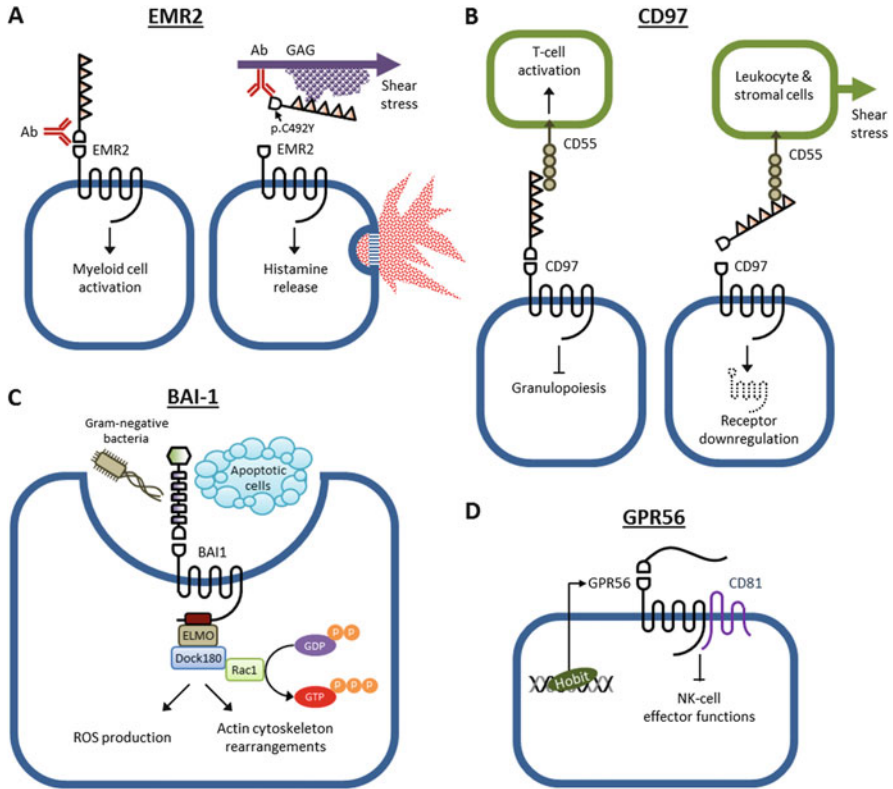 A
EMR2
Ab
EMR2
Myeloid cell
activation
Ab
GAG
Shear
stress
p.C492Y
EMR2
Histamine
release
B
CD97
T-cell
activation
CD55
CD97
Granulopoiesis
Leukocyte &
stromal cells
Shear
stress
CD55
CD97
Receptor
downregulation
C
BAI-1
Gram-negative
bacteria
Apoptotic
cells
BAI1
ELMO
Dock180
Rac1
GDP
P P
GTP
P P P
ROS production
Actin cytoskeleton
rearrangements
D
GPR56
GPR56
CD81
Hobit
NK-cell
effector functions